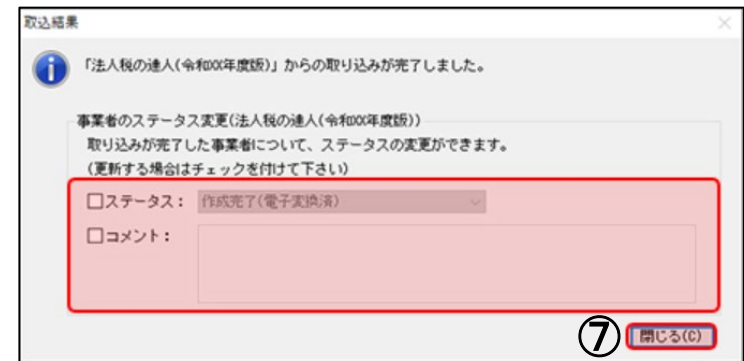 取込結果
「法人税の達人(令和XX年度版)」からの取り込みが完了しました。
事業者のステータス変更(法人税の達人(令和XX年度版))
取り込みが完了した事業者について、ステータスの変更ができます。
(更新する場合はチェックを付けて下さい)
ステータス： 作成完了(電子変換済)
コメント：
⑦ 閉じる(C)